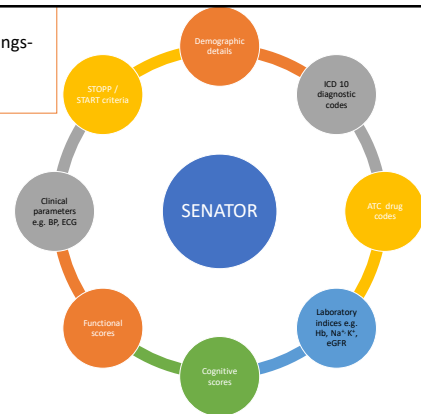 ngs-
Demographic
details
STOPP /
START criteria
ICD 10
diagnostic
codes
Clinical
parameters
e.g. BP, ECG
SENATOR
ATC drug
codes
Functional
scores
Laboratory
indices e.g.
Hb, Na⁺ K⁺,
eGFR
Cognitive
scores